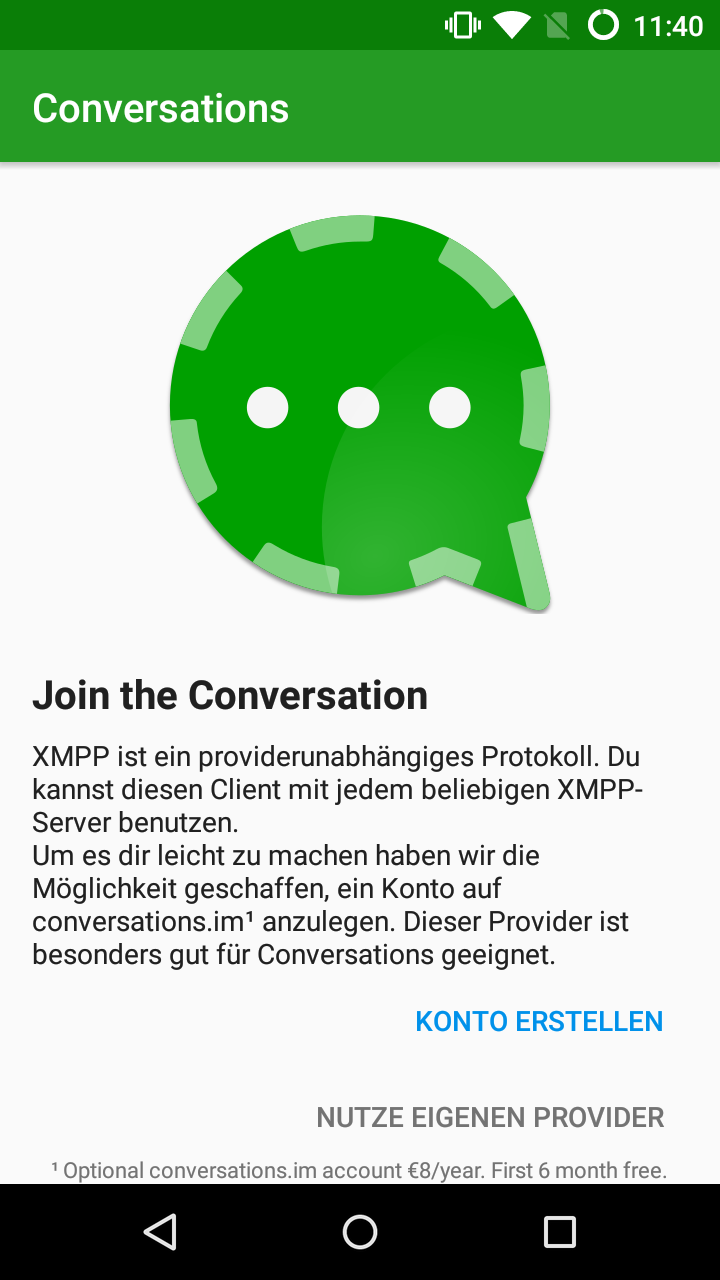 11:40
Conversations
Join the Conversation
XMPP ist ein providerunabhängiges Protokoll. Du
kannst diesen Client mit jedem beliebigen XMPP-
Server benutzen.
Um es dir leicht zu machen haben wir die
Möglichkeit geschaffen, ein Konto auf
conversations.im¹ anzulegen. Dieser Provider ist
besonders gut für Conversations geeignet.
KONTO ERSTELLEN
NUTZE EIGENEN PROVIDER
¹ Optional conversations.im account €8/year. First 6 month free.